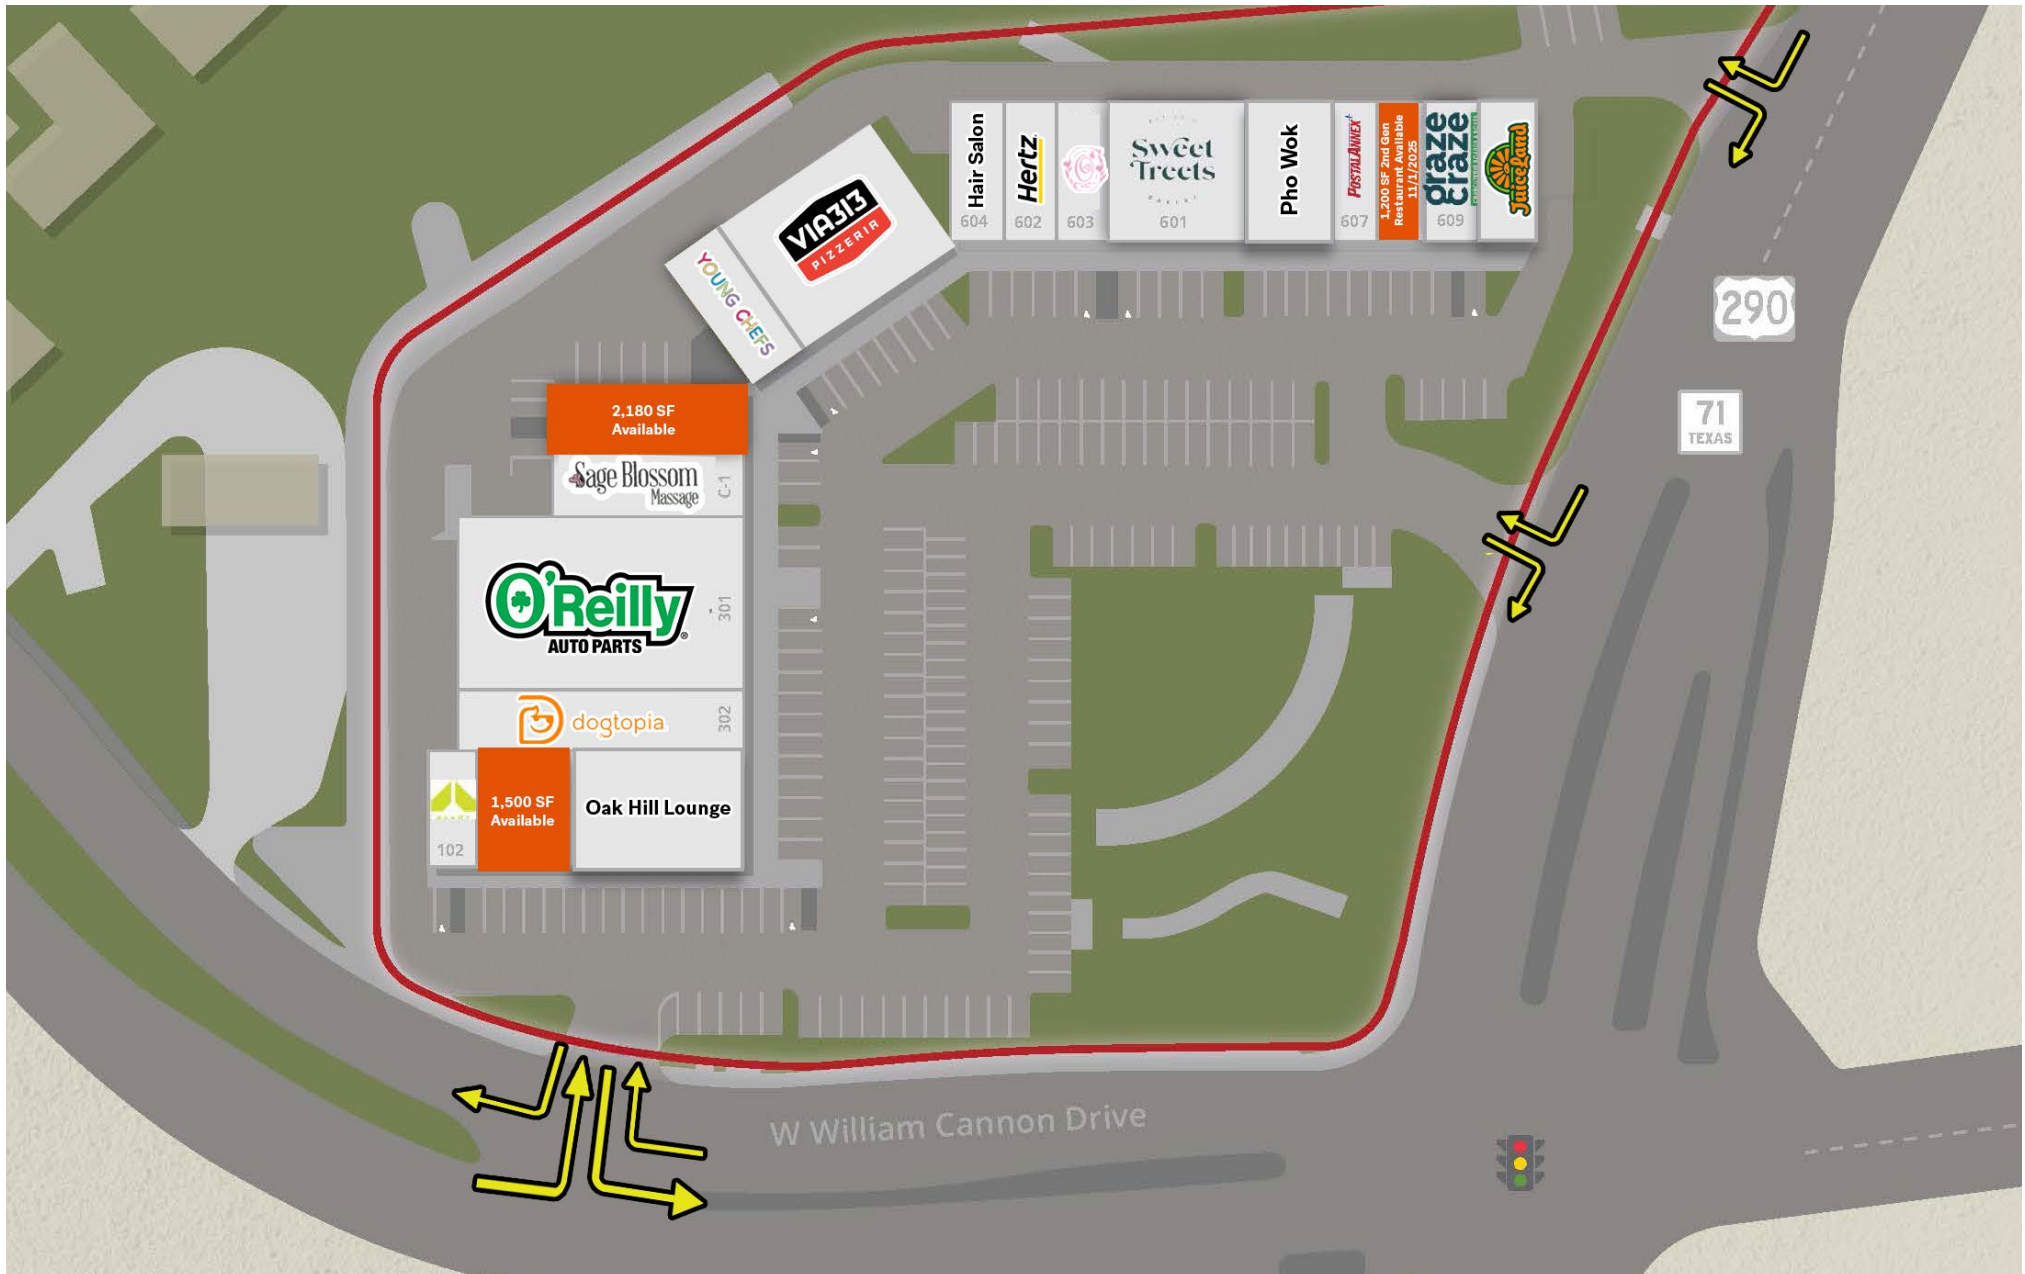 Hair Salon
604
Hertz
602
603
Sweet
Treets
BAKERY
601
Pho Wok
PostalAnnex+
607
1,200 SF 2nd Gen
Restaurant Available
11/1/2025
graze
craze
609
JuiceLand
VIA313
PIZZERIA
YOUNG CHEFS
290
71
TEXAS
2,180 SF
Available
Sage Blossom
Massage
C-1
O'Reilly®
AUTO PARTS
301
dogtopia
302
1,500 SF
Available
Oak Hill Lounge
102
W William Cannon Drive